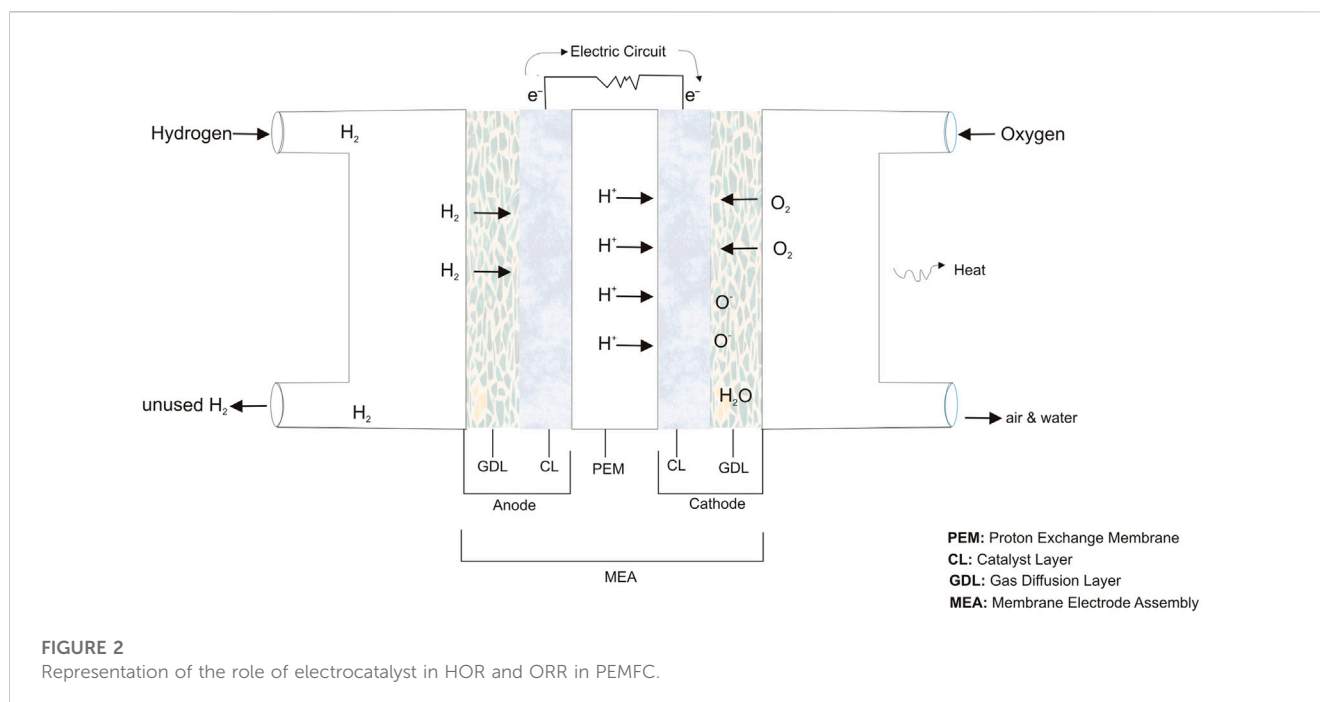 Electric Circuit
e⁻ e⁻
Hydrogen H₂ Oxygen
H₂ H⁺ O₂
H₂ H⁺ O₂
Heat
H⁺ O⁻
H⁺ O⁻
unused H₂ H₂ H₂O air & water
GDL CL PEM CL GDL
Anode Cathode
MEA
PEM: Proton Exchange Membrane
CL: Catalyst Layer
GDL: Gas Diffusion Layer
MEA: Membrane Electrode Assembly
FIGURE 2
Representation of the role of electrocatalyst in HOR and ORR in PEMFC.